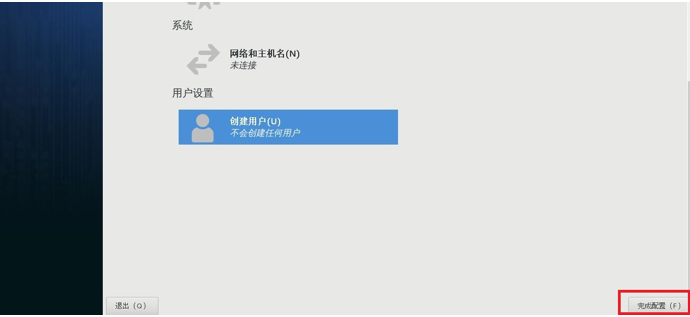 系统
网络和主机名(N)
未连接
用户设置
创建用户(U)
不会创建任何用户
退出（Q）
完成配置（F）